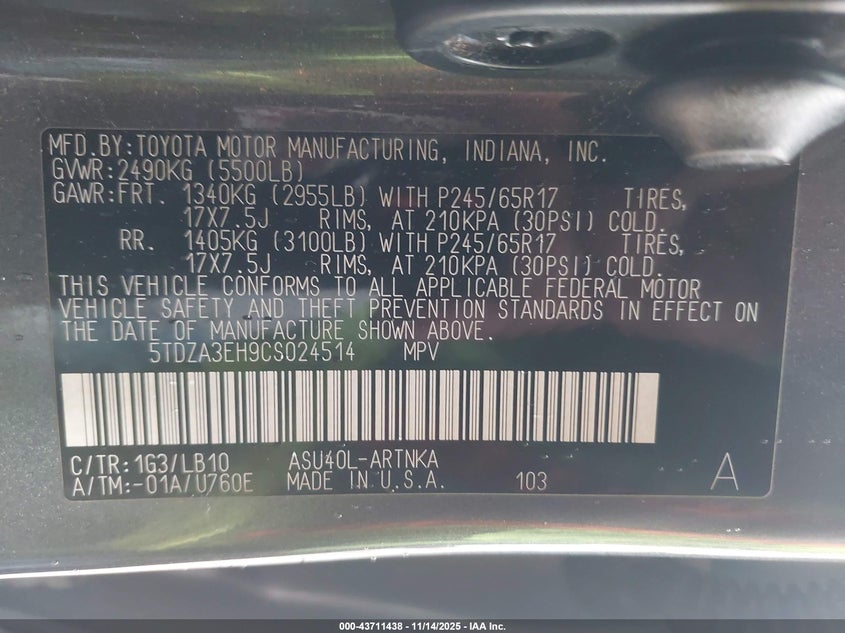 MFD.BY:TOYOTA MOTOR MANUFACTURING, INDIANA, INC.
GVWR:2490KG (5500LB)
GAWR:FRT. 1340KG (2955LB) WITH P245/65R17 TIRES,
17X7.5J RIMS, AT 210KPA (30PSI) COLD.
RR. 1405KG (3100LB) WITH P245/65R17 TIRES,
17X7.5J RIMS, AT 210KPA (30PSI) COLD.
THIS VEHICLE CONFORMS TO ALL APPLICABLE FEDERAL MOTOR
VEHICLE SAFETY AND THEFT PREVENTION STANDARDS IN EFFECT ON
THE DATE OF MANUFACTURE SHOWN ABOVE.
5TDZA3EH9CS024514 MPV
C/TR:1G3/LB10 ASU40L-ARTNKA
A/TM:-01A/U760E MADE IN U.S.A. 103 A
000-43711438 - 11/14/2025 - IAA Inc.